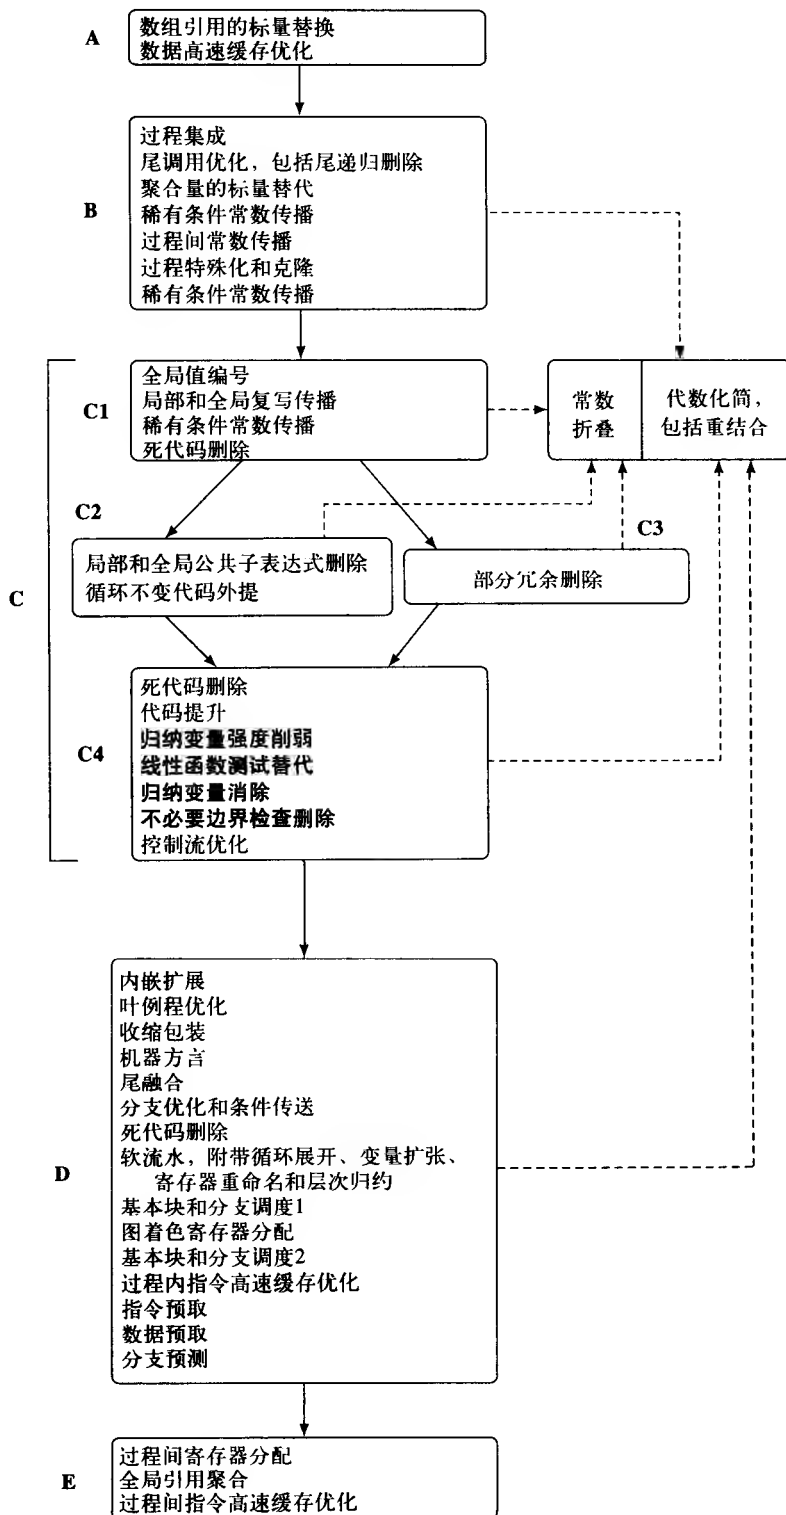 A
数组引用的标量替换
数据高速缓存优化
B
过程集成
尾调用优化，包括尾递归删除
聚合量的标量替代
稀有条件常数传播
过程间常数传播
过程特殊化和克隆
稀有条件常数传播
C
C1
全局值编号
局部和全局复写传播
稀有条件常数传播
死代码删除
常数
折叠
代数化简，
包括重结合
C2
局部和全局公共子表达式删除
循环不变代码外提
C3
部分冗余删除
C4
死代码删除
代码提升
归纳变量强度削弱
线性函数测试替代
归纳变量消除
不必要边界检查删除
控制流优化
D
内嵌扩展
叶例程优化
收缩包装
机器方言
尾融合
分支优化和条件传送
死代码删除
软流水，附带循环展开、变量扩张、
寄存器重命名和层次归约
基本块和分支调度1
图着色寄存器分配
基本块和分支调度2
过程内指令高速缓存优化
指令预取
数据预取
分支预测
E
过程间寄存器分配
全局引用聚合
过程间指令高速缓存优化